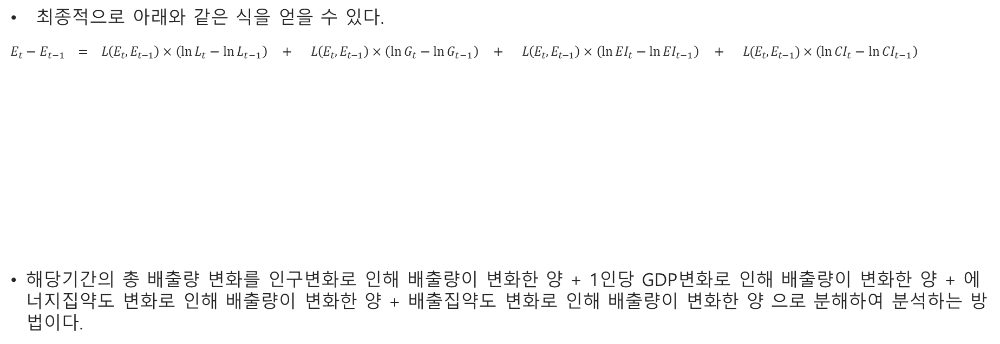 • 최종적으로 아래와 같은 식을 얻을 수 있다.
E_t − E_{t−1} = L(E_t, E_{t−1}) × (ln L_t − ln L_{t−1}) + L(E_t, E_{t−1}) × (ln G_t − ln G_{t−1}) + L(E_t, E_{t−1}) × (ln EI_t − ln EI_{t−1}) + L(E_t, E_{t−1}) × (ln CI_t − ln CI_{t−1})
• 해당기간의 총 배출량 변화를 인구변화로 인해 배출량이 변화한 양 + 1인당 GDP변화로 인해 배출량이 변화한 양 + 에
너지집약도 변화로 인해 배출량이 변화한 양 + 배출집약도 변화로 인해 배출량이 변화한 양 으로 분해하여 분석하는 방
법이다.